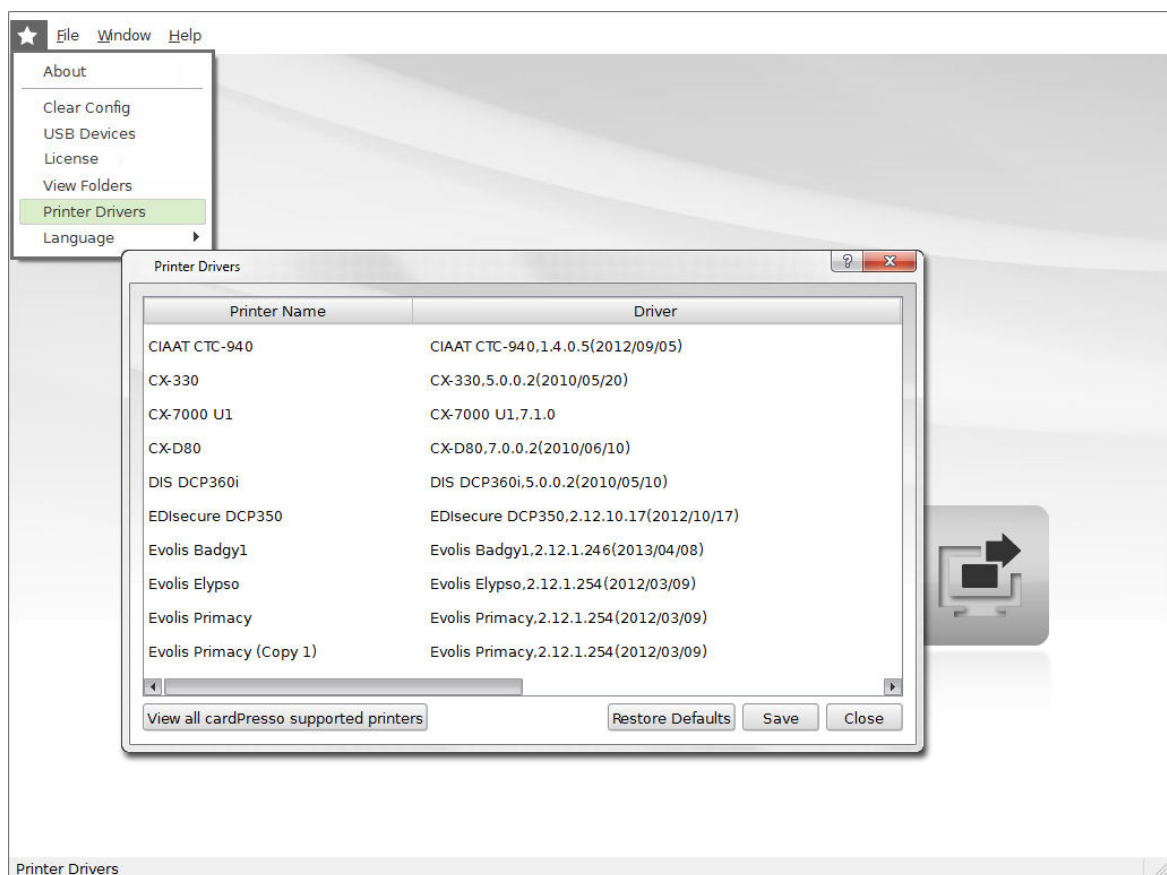 File Window Help
About
Clear Config
USB Devices
License
View Folders
Printer Drivers
Language
Printer Drivers
Printer Name Driver
CIAAT CTC-940 CIAAT CTC-940,1.4.0.5(2012/09/05)
CX-330 CX-330,5.0.0.2(2010/05/20)
CX-7000 U1 CX-7000 U1,7.1.0
CX-D80 CX-D80,7.0.0.2(2010/06/10)
DIS DCP360i DIS DCP360i,5.0.0.2(2010/05/10)
EDIsecure DCP350 EDIsecure DCP350,2.12.10.17(2012/10/17)
Evolis Badgy1 Evolis Badgy1,2.12.1.246(2013/04/08)
Evolis Elypso Evolis Elypso,2.12.1.254(2012/03/09)
Evolis Primacy Evolis Primacy,2.12.1.254(2012/03/09)
Evolis Primacy (Copy 1) Evolis Primacy,2.12.1.254(2012/03/09)
View all cardPresso supported printers Restore Defaults Save Close
Printer Drivers